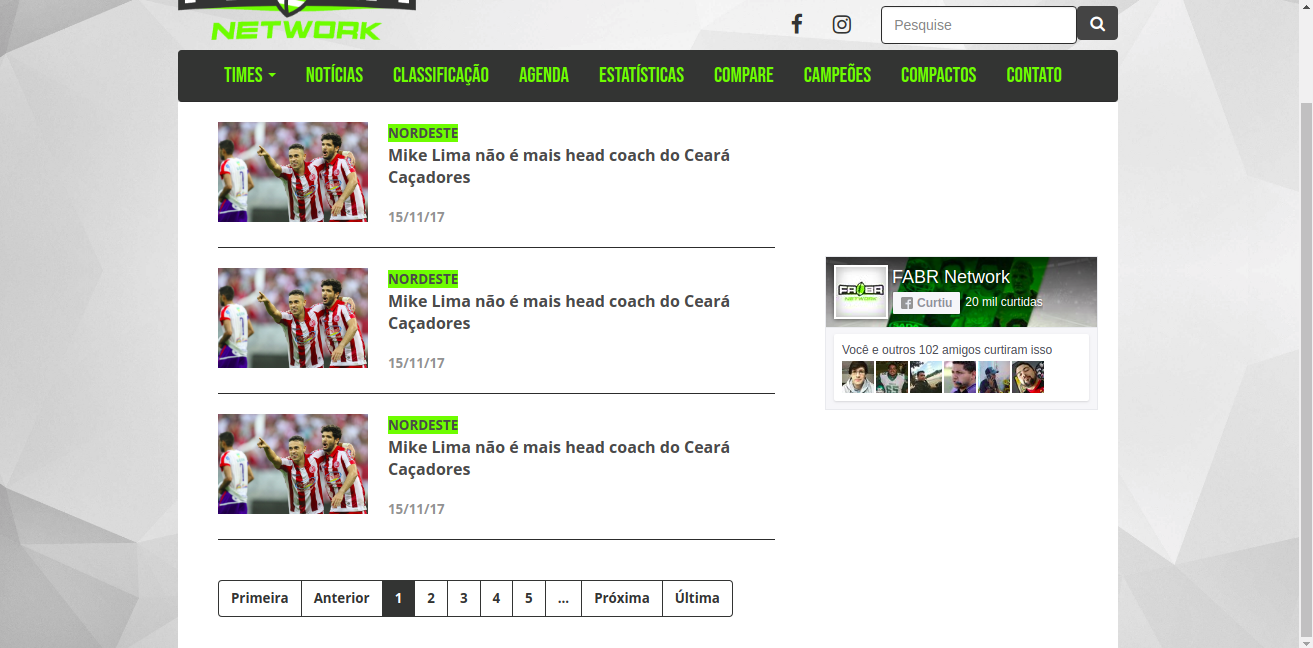 NETWORK
Pesquise
TIMES NOTÍCIAS CLASSIFICAÇÃO AGENDA ESTATÍSTICAS COMPARE CAMPEÕES COMPACTOS CONTATO
NORDESTE
Mike Lima não é mais head coach do Ceará
Caçadores
15/11/17
NORDESTE
Mike Lima não é mais head coach do Ceará
Caçadores
15/11/17
NORDESTE
Mike Lima não é mais head coach do Ceará
Caçadores
15/11/17
Primeira Anterior 1 2 3 4 5 ... Próxima Última
FABR
NETWORK
FABR Network
Curtiu 20 mil curtidas
Você e outros 102 amigos curtiram isso